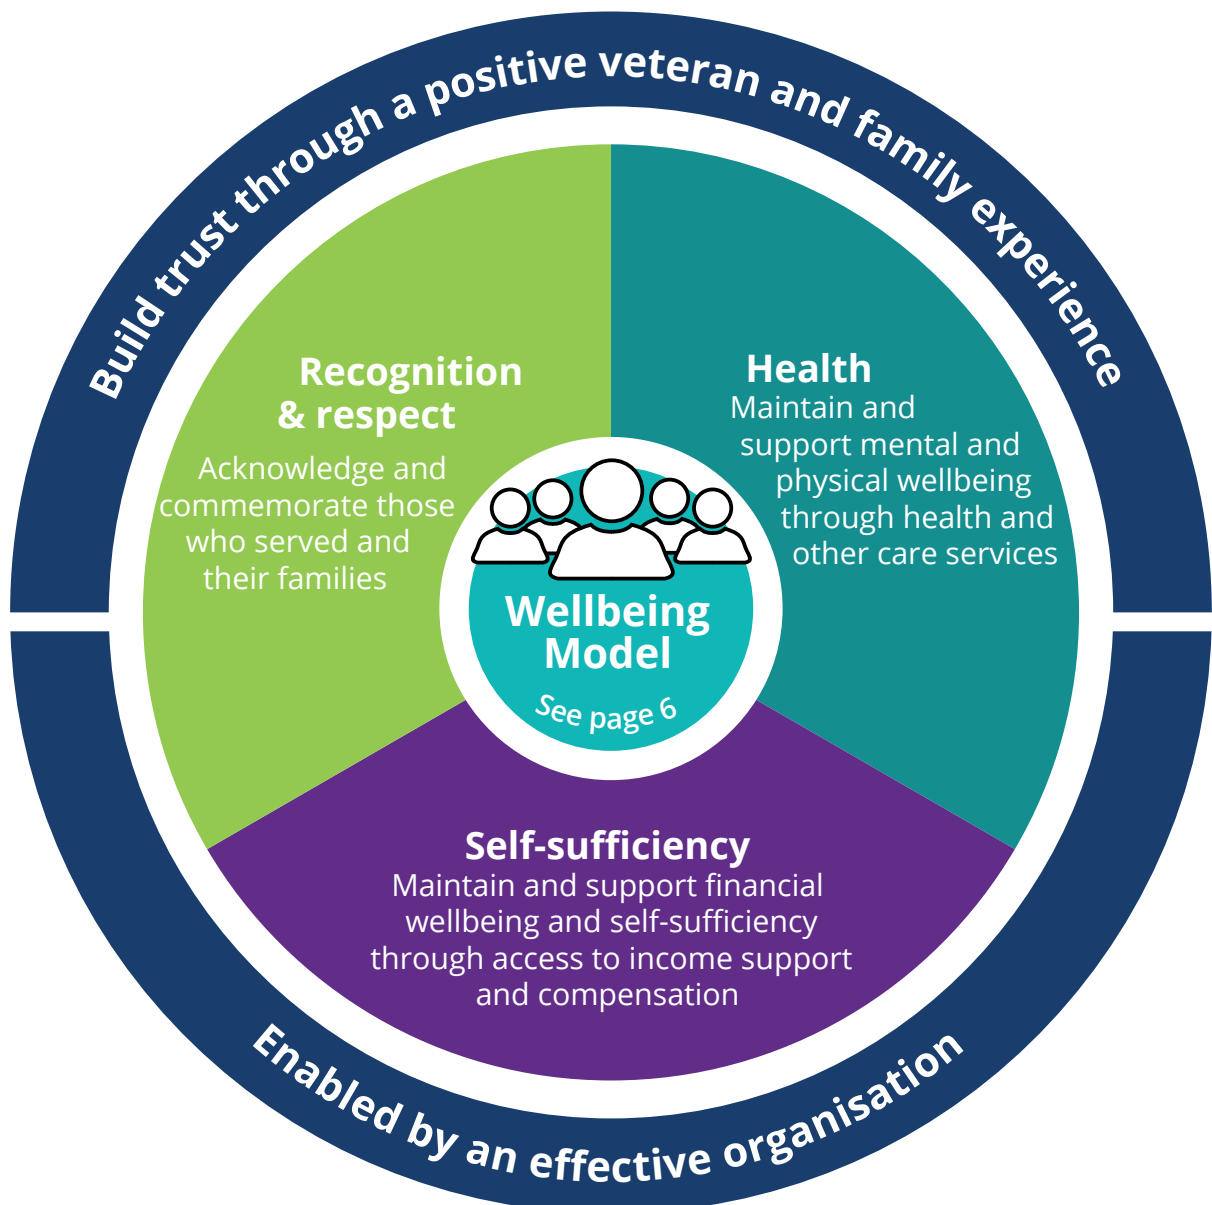 Build trust through a positive veteran and family experience
Recognition
& respect
Acknowledge and
commemorate those
who served and
their families
Health
Maintain and
support mental and
physical wellbeing
through health and
other care services
Wellbeing
Model
See page 6
Self-sufficiency
Maintain and support financial
wellbeing and self-sufficiency
through access to income support
and compensation
Enabled by an effective organisation